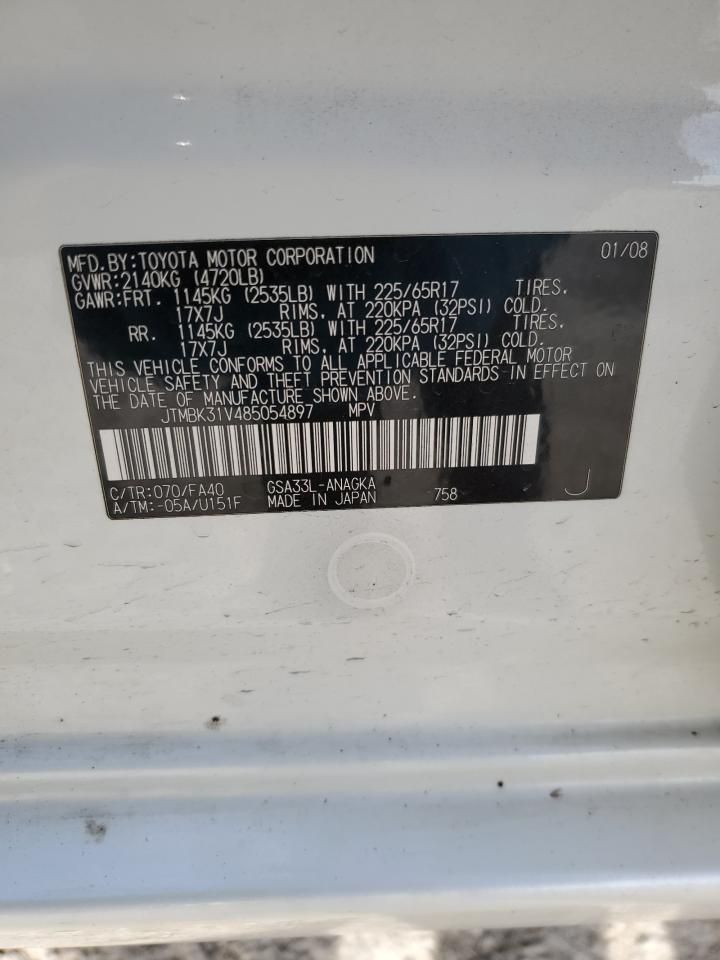 MFD.BY:TOYOTA MOTOR CORPORATION 01/08
GVWR:2140KG (4720LB)
GAWR:FRT. 1145KG (2535LB) WITH 225/65R17 TIRES,
17X7J RIMS, AT 220KPA (32PSI) COLD.
RR. 1145KG (2535LB) WITH 225/65R17 TIRES,
17X7J RIMS, AT 220KPA (32PSI) COLD.
THIS VEHICLE CONFORMS TO ALL APPLICABLE FEDERAL MOTOR
VEHICLE SAFETY AND THEFT PREVENTION STANDARDS IN EFFECT ON
THE DATE OF MANUFACTURE SHOWN ABOVE.
JTMBK31V485054897 MPV
C/TR:070/FA40 GSA33L-ANAGKA
A/TM:-05A/U151F MADE IN JAPAN 758 J